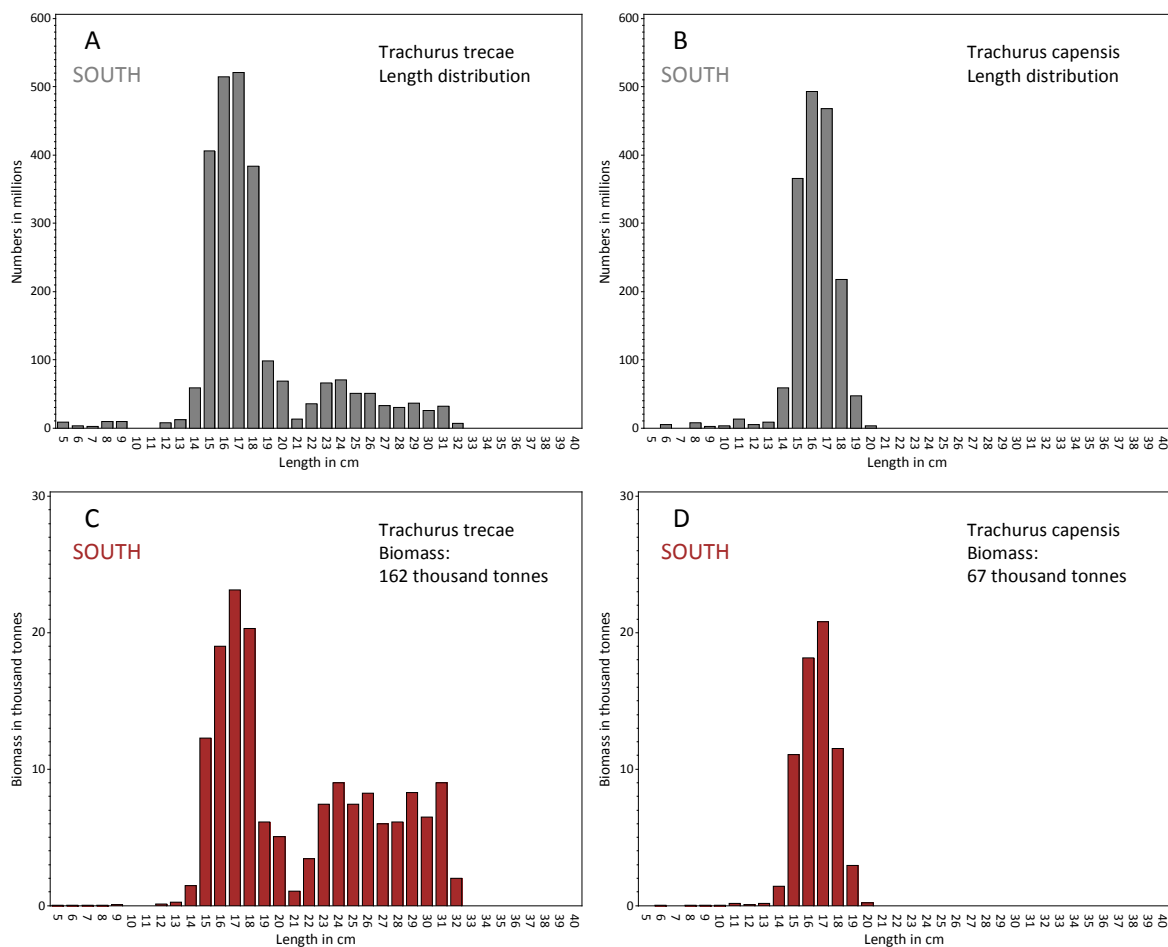 A
SOUTH
Trachurus trecae
Length distribution
Numbers in millions
600
500
400
300
200
100
0
5 6 7 8 9 10 11 12 13 14 15 16 17 18 19 20 21 22 23 24 25 26 27 28 29 30 31 32 33 34 35 36 37 38 39 40
Length in cm
B
SOUTH
Trachurus capensis
Length distribution
Numbers in millions
600
500
400
300
200
100
0
5 6 7 8 9 10 11 12 13 14 15 16 17 18 19 20 21 22 23 24 25 26 27 28 29 30 31 32 33 34 35 36 37 38 39 40
Length in cm
C
SOUTH
Trachurus trecae
Biomass:
162 thousand tonnes
Biomass in thousand tonnes
30
20
10
0
5 6 7 8 9 10 11 12 13 14 15 16 17 18 19 20 21 22 23 24 25 26 27 28 29 30 31 32 33 34 35 36 37 38 39 40
Length in cm
D
SOUTH
Trachurus capensis
Biomass:
67 thousand tonnes
Biomass in thousand tonnes
30
20
10
0
5 6 7 8 9 10 11 12 13 14 15 16 17 18 19 20 21 22 23 24 25 26 27 28 29 30 31 32 33 34 35 36 37 38 39 40
Length in cm